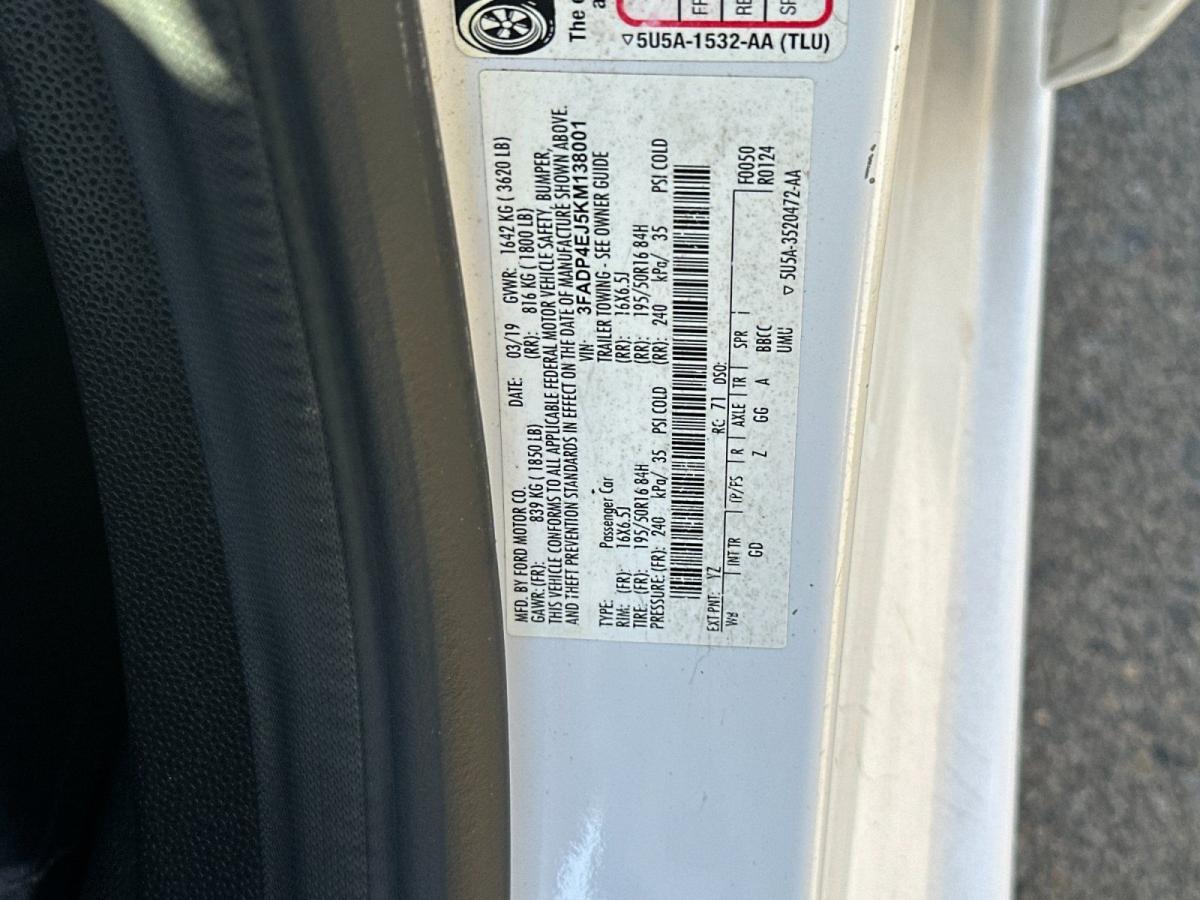 The
a
FR
RE
SP
▽5U5A-1532-AA (TLU)
MFD. BY FORD MOTOR CO. DATE: 03/19 GVWR: 1642 KG ( 3620 LB)
GAWR: (FR): 839 KG ( 1850 LB) (RR): 816 KG ( 1800 LB)
THIS VEHICLE CONFORMS TO ALL APPLICABLE FEDERAL MOTOR VEHICLE SAFETY, BUMPER,
AND THEFT PREVENTION STANDARDS IN EFFECT ON THE DATE OF MANUFACTURE SHOWN ABOVE.
VIN: 3FADP4EJ5KM138001
TYPE: Passenger Car TRAILER TOWING - SEE OWNER GUIDE
RIM: (FR): 16X6.5J (RR): 16X6.5J
TIRE: (FR): 195/50R16 84H (RR): 195/50R16 84H
PRESSURE: (FR): 240 kPa/ 35 PSI COLD (RR): 240 kPa/ 35 PSI COLD
EXT PNT: YZ RC: 71 DSO: F0050
WB INT TR TP/PS R AXLE TR SPR R0124
GD Z GG A BBCC
UMC ▽ 5U5A-3520472-AA